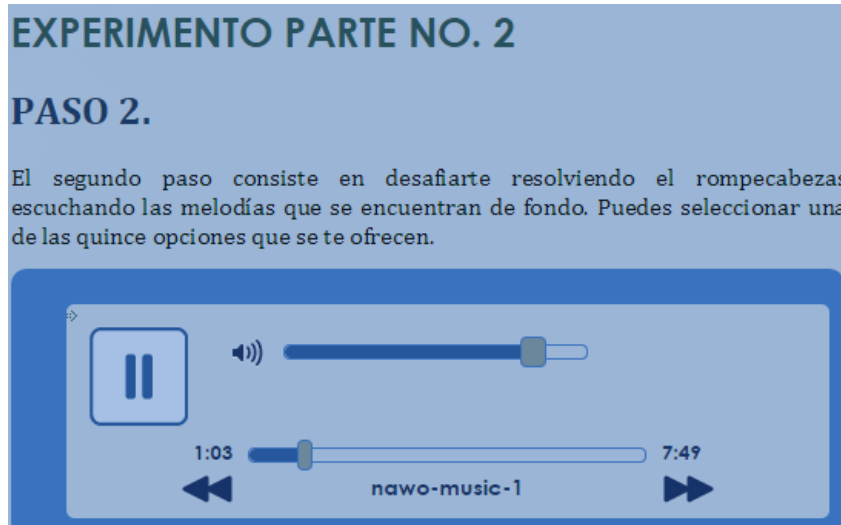 EXPERIMENTO PARTE NO. 2
PASO 2.
El segundo paso consiste en desafiarte resolviendo el rompecabezas
escuchando las melodías que se encuentran de fondo. Puedes seleccionar una
de las quince opciones que se te ofrecen.
1:03 7:49
nawo-music-1